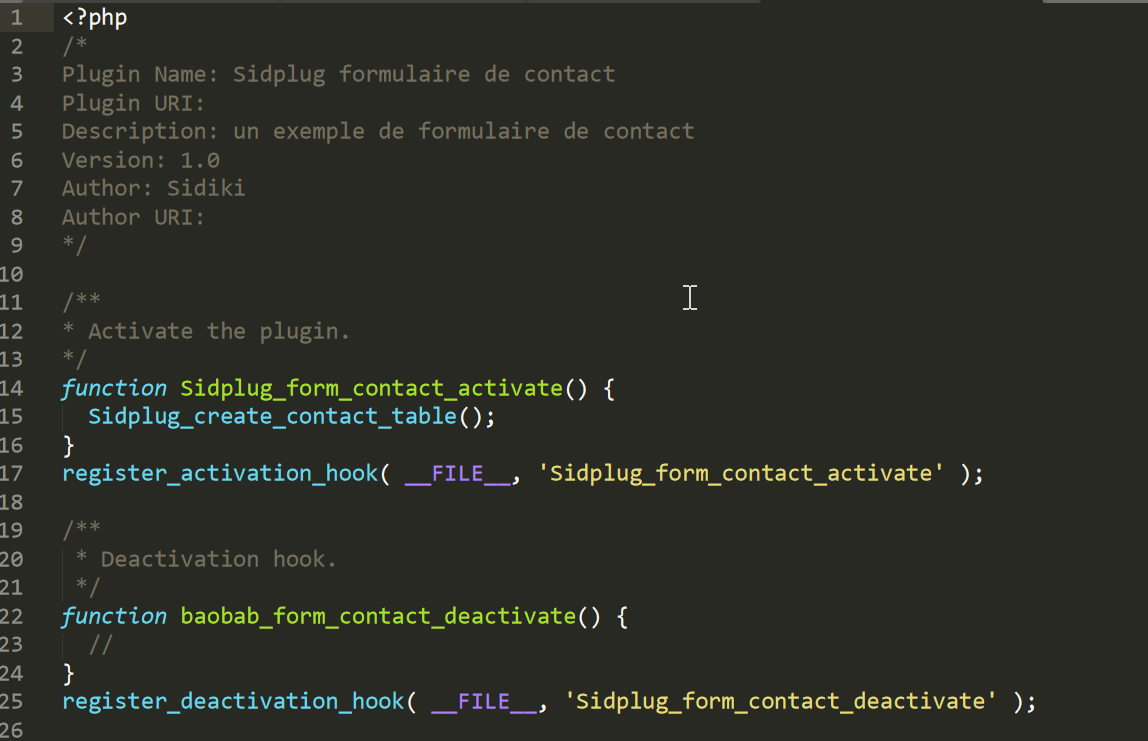 1 <?php
2 /*
3 Plugin Name: Sidplug formulaire de contact
4 Plugin URI:
5 Description: un exemple de formulaire de contact
6 Version: 1.0
7 Author: Sidiki
8 Author URI:
9 */
10
11 /**
12 * Activate the plugin.
13 */
14 function Sidplug_form_contact_activate() {
15   Sidplug_create_contact_table();
16 }
17 register_activation_hook( __FILE__, 'Sidplug_form_contact_activate' );
18
19 /**
20  * Deactivation hook.
21  */
22 function baobab_form_contact_deactivate() {
23   //
24 }
25 register_deactivation_hook( __FILE__, 'Sidplug_form_contact_deactivate' );
26